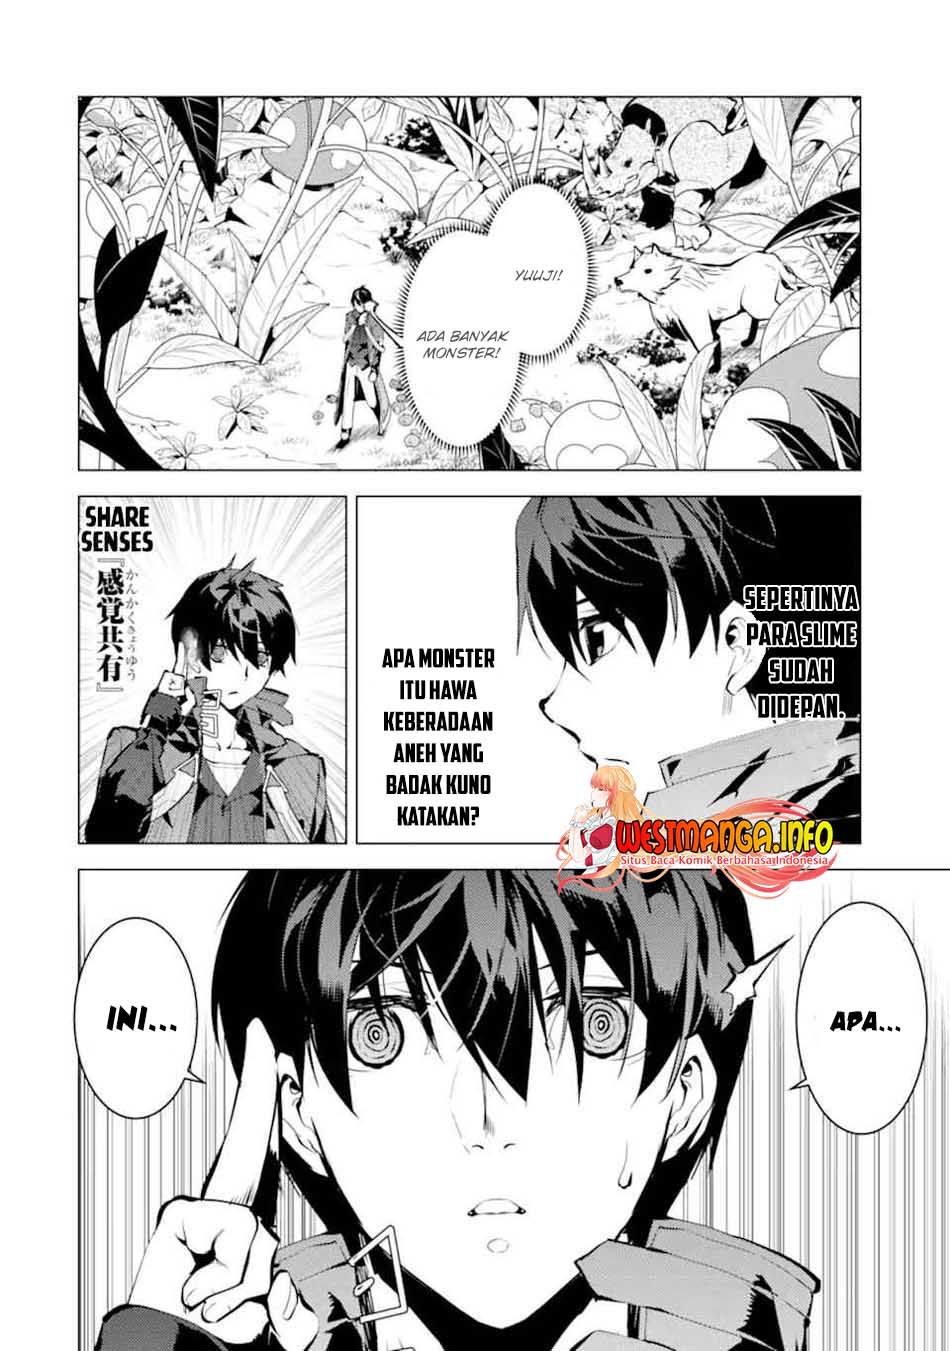 YUUJI!
ADA BANYAK
MONSTER!
SEPERTINYA
PARA SLIME
SUDAH
DIDEPAN.
APA MONSTER
ITU HAWA
KEBERADAAN
ANEH YANG
BADAK KUNO
KATAKAN?
SHARE
SENSES
『感覚共有』
かんかくきょうゆう
WESTMANGA.INFO
Situs Baca Komik Berbahasa Indonesia
APA...
INI...